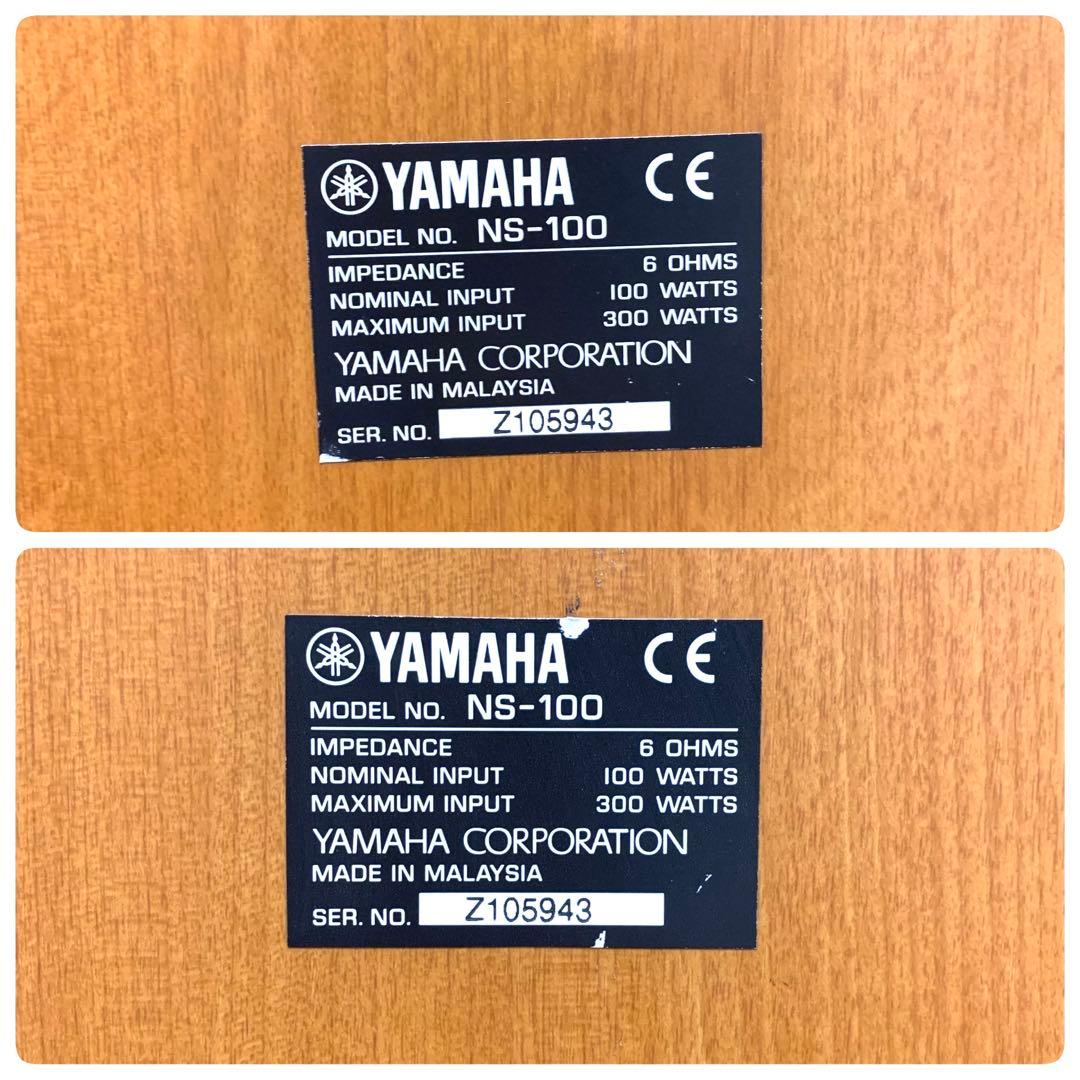 YAMAHA CE
MODEL NO. NS-100
IMPEDANCE 6 OHMS
NOMINAL INPUT 100 WATTS
MAXIMUM INPUT 300 WATTS
YAMAHA CORPORATION
MADE IN MALAYSIA
SER. NO. Z105943
YAMAHA CE
MODEL NO. NS-100
IMPEDANCE 6 OHMS
NOMINAL INPUT 100 WATTS
MAXIMUM INPUT 300 WATTS
YAMAHA CORPORATION
MADE IN MALAYSIA
SER. NO. Z105943